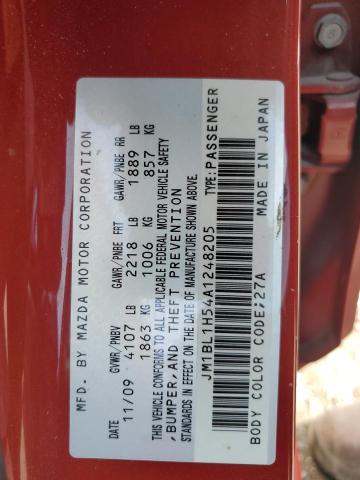 MFD. BY MAZDA MOTOR CORPORATION
DATE GVWR/PNBV GAWR/PNBE FRT GAWR/PNBE RR
11/09 4107 LB 2218 LB 1889 LB
1863 KG 1006 KG 857 KG
THIS VEHICLE CONFORMS TO ALL APPLICABLE FEDERAL MOTOR VEHICLE SAFETY
,BUMPER,AND THEFT PREVENTION
STANDARDS IN EFFECT ON THE DATE OF MANUFACTURE SHOWN ABOVE.
JM1BL1H54A1248205 TYPE:PASSENGER
BODY COLOR CODE;27A MADE IN JAPAN